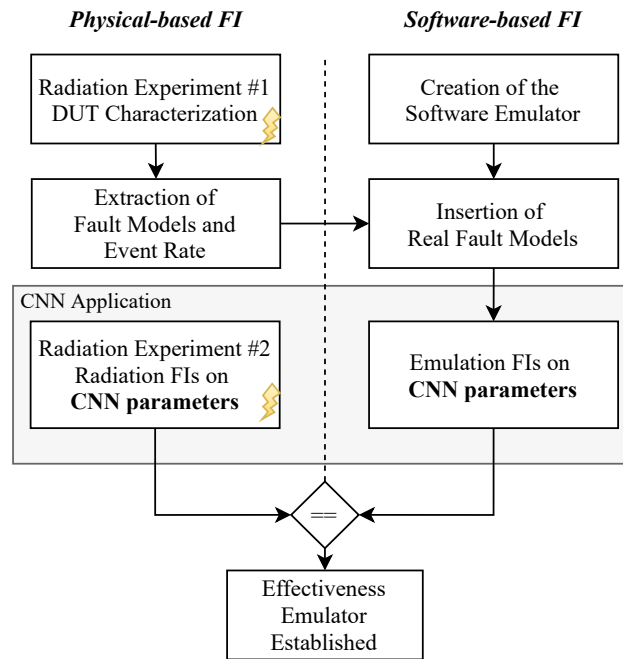 Physical-based FI
Software-based FI
Radiation Experiment #1
DUT Characterization
Creation of the
Software Emulator
Extraction of
Fault Models and
Event Rate
Insertion of
Real Fault Models
CNN Application
Radiation Experiment #2
Radiation FIs on
CNN parameters
Emulation FIs on
CNN parameters
==
Effectiveness
Emulator
Established